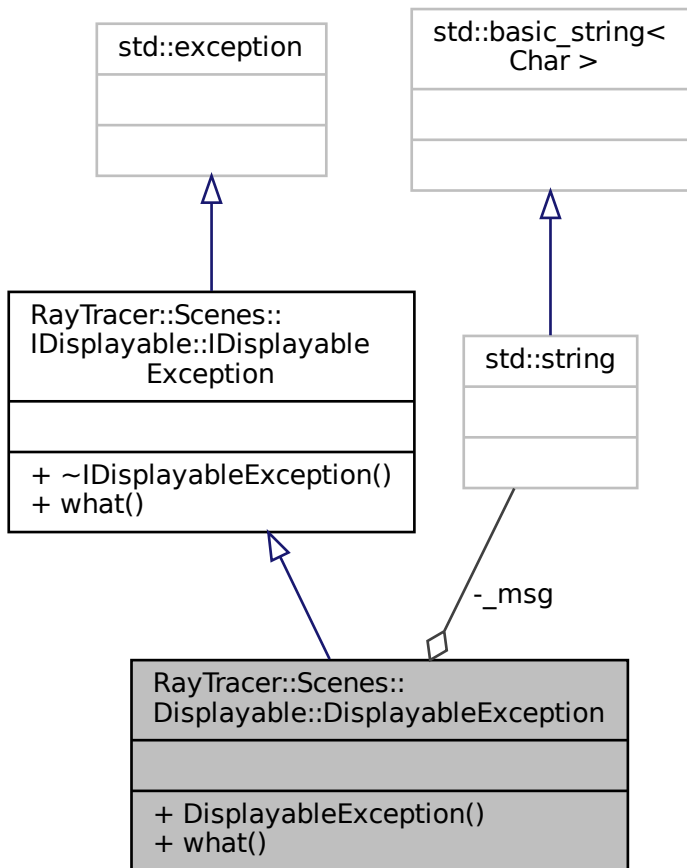 std::exception
std::basic_string<
Char >
RayTracer::Scenes::
IDisplayable::IDisplayable
Exception
+ ~IDisplayableException()
+ what()
std::string
-_msg
RayTracer::Scenes::
Displayable::DisplayableException
+ DisplayableException()
+ what()